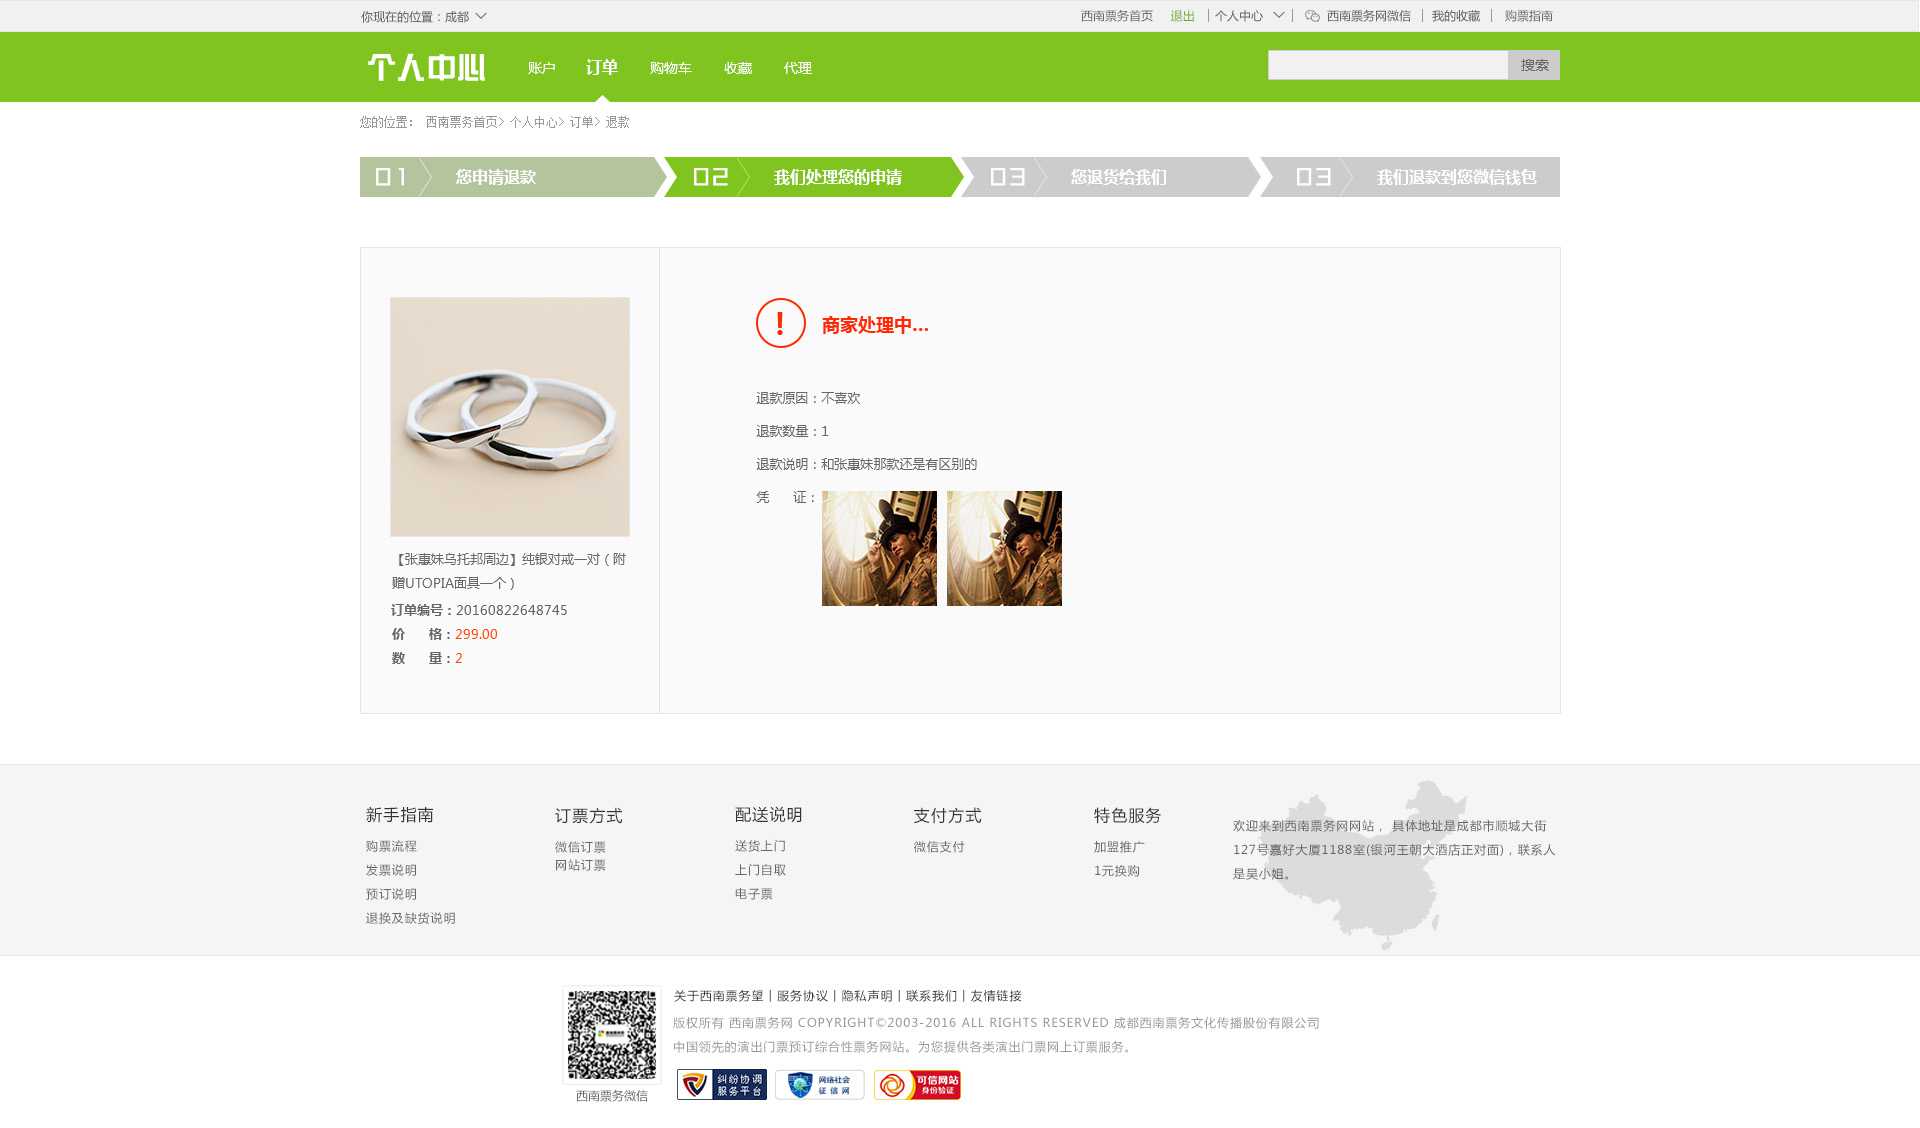 你现在的位置：成都
西南票务首页 退出 个人中心 西南票务网微信 我的收藏 购票指南
个人中心 账户 订单 购物车 收藏 代理 搜索
您的位置： 西南票务首页> 个人中心> 订单> 退款
01 您申请退款 02 我们处理您的申请 03 您退货给我们 03 我们退款到您微信钱包
商家处理中...
退款原因：不喜欢
退款数量：1
退款说明：和张惠妹那款还是有区别的
凭 证：
【张惠妹乌托邦周边】纯银对戒一对（附
赠UTOPIA面具一个）
订单编号：20160822648745
价 格：299.00
数 量：2
新手指南
购票流程
发票说明
预订说明
退换及缺货说明
订票方式
微信订票
网站订票
配送说明
送货上门
上门自取
电子票
支付方式
微信支付
特色服务
加盟推广
1元换购
欢迎来到西南票务网网站， 具体地址是成都市顺城大街
127号嘉好大厦1188室(银河王朝大酒店正对面)，联系人
是吴小姐。
关于西南票务望 | 服务协议 | 隐私声明 | 联系我们 | 友情链接
版权所有 西南票务网 COPYRIGHT©2003-2016 ALL RIGHTS RESERVED 成都西南票务文化传播股份有限公司
中国领先的演出门票预订综合性票务网站。为您提供各类演出门票网上订票服务。
西南票务微信
纠纷协调
服务平台
网络社会
征信网
可信网站
身份验证